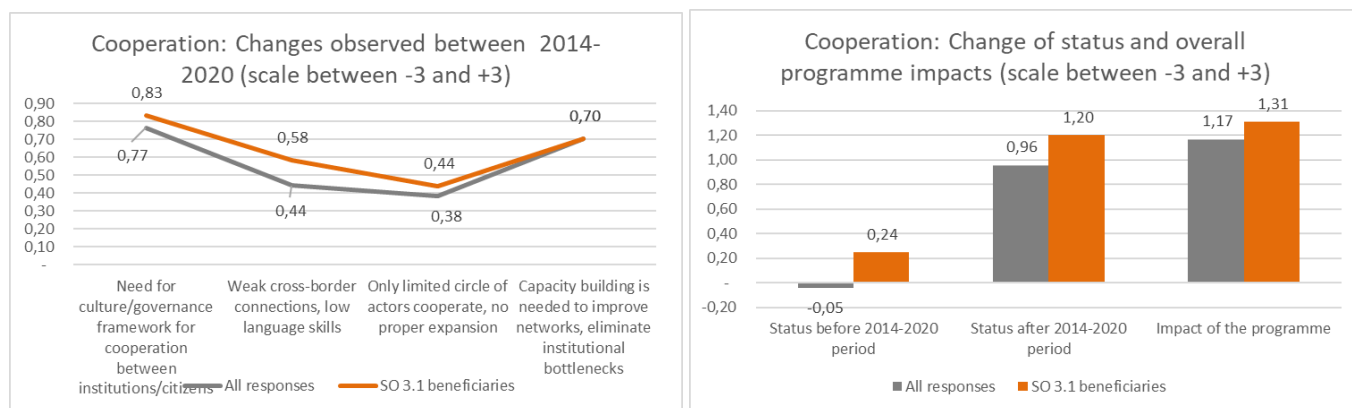 Cooperation: Changes observed between 2014-
2020 (scale between -3 and +3)
0,90
0,80
0,70
0,60
0,50
0,40
0,30
0,20
0,10
-
0,83
0,77
0,58
0,44
0,44
0,38
0,70
Need for
culture/governance
framework for
cooperation
between
institutions/citizens
Weak cross-border
connections, low
language skills
Only limited circle of
actors cooperate, no
proper expansion
Capacity building is
needed to improve
networks, eliminate
institutional
bottlenecks
All responses
SO 3.1 beneficiaries
Cooperation: Change of status and overall
programme impacts (scale between -3 and +3)
1,40
1,20
1,00
0,80
0,60
0,40
0,20
-
-0,20
-0,05
0,24
0,96
1,20
1,17
1,31
Status before 2014-2020
period
Status after 2014-2020
period
Impact of the programme
All responses
SO 3.1 beneficiaries